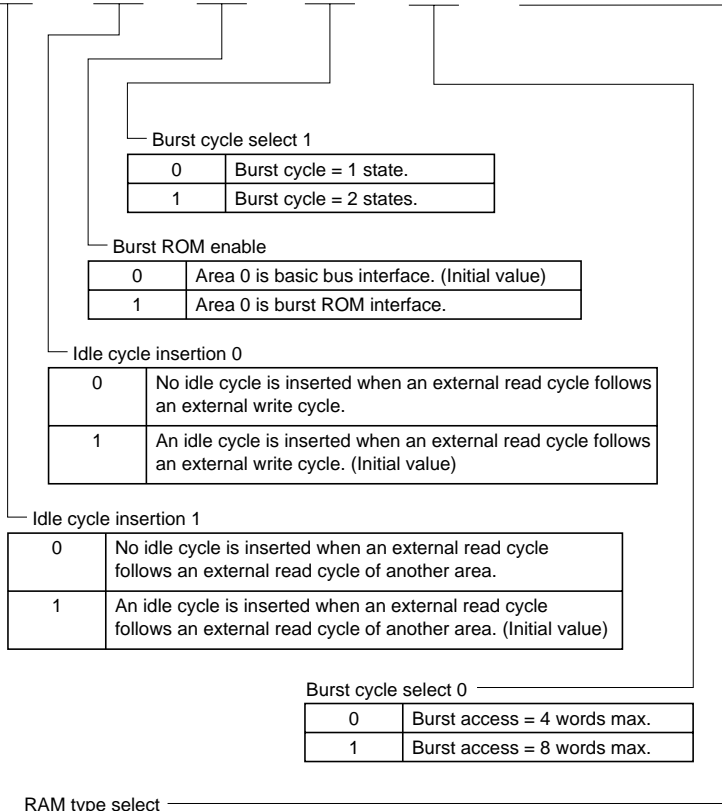 Burst cycle select 1
0 Burst cycle = 1 state.
1 Burst cycle = 2 states.
Burst ROM enable
0 Area 0 is basic bus interface. (Initial value)
1 Area 0 is burst ROM interface.
Idle cycle insertion 0
0 No idle cycle is inserted when an external read cycle follows
an external write cycle.
1 An idle cycle is inserted when an external read cycle follows
an external write cycle. (Initial value)
Idle cycle insertion 1
0 No idle cycle is inserted when an external read cycle
follows an external read cycle of another area.
1 An idle cycle is inserted when an external read cycle
follows an external read cycle of another area. (Initial value)
Burst cycle select 0
0 Burst access = 4 words max.
1 Burst access = 8 words max.
RAM type select